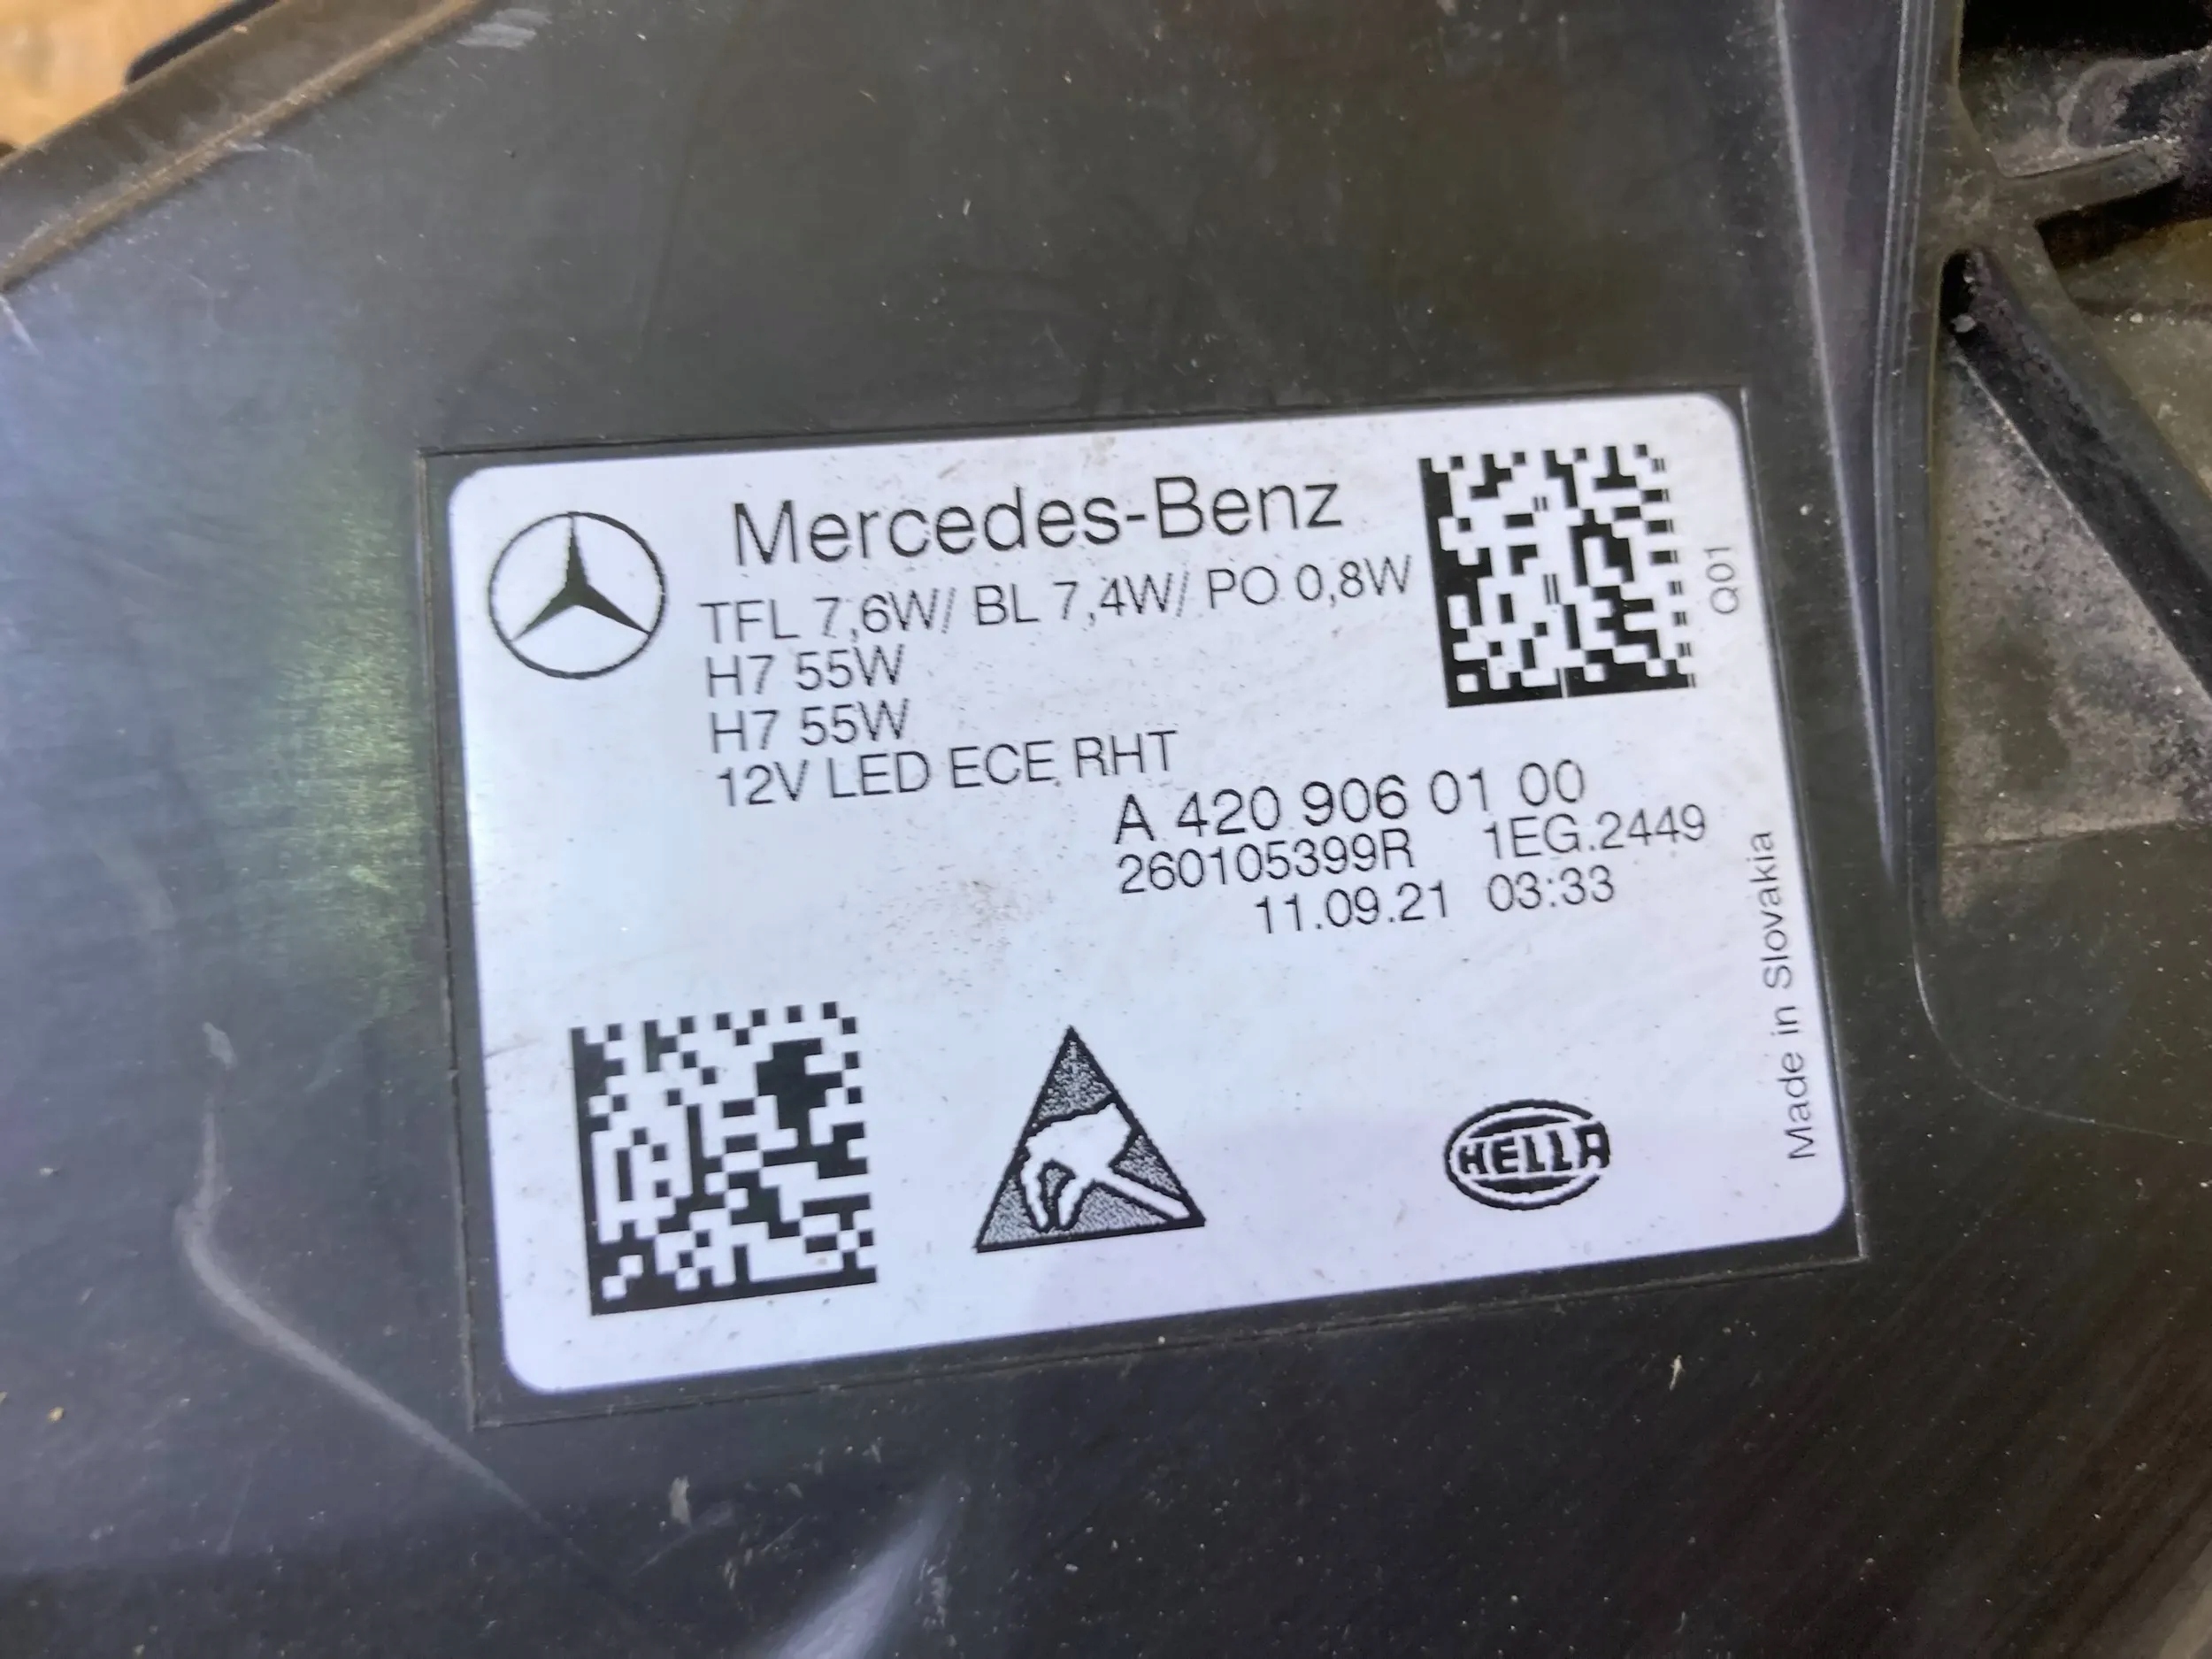 Mercedes-Benz
TFL 7,6W/ BL 7,4W/ PO 0,8W
H7 55W
H7 55W
12V LED ECE RHT
A 420 906 01 00
260105399R 1EG.2449
11.09.21 03:33
Q01
Made in Slovakia
HELLA